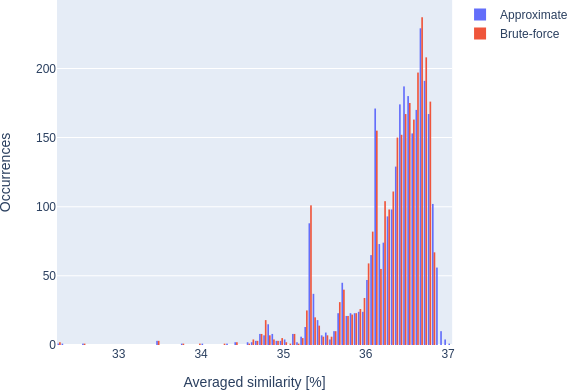 Approximate
Brute-force
200
150
100
50
0
33 34 35 36 37
Occurrences
Averaged similarity [%]